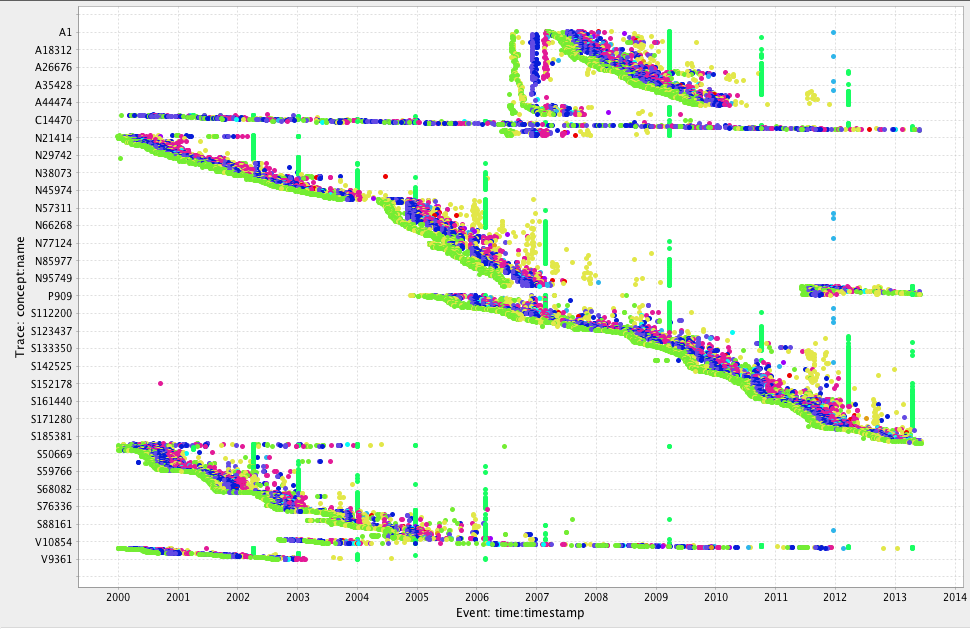 A1
A18312
A26676
A35428
A44474
C14470
N21414
N29742
N38073
N45974
N57311
N66268
N77124
N85977
N95749
P909
S112200
S123437
S133350
S142525
S152178
S161440
S171280
S185381
S50669
S59766
S68082
S76336
S88161
V10854
V9361
Trace: concept:name
2000 2001 2002 2003 2004 2005 2006 2007 2008 2009 2010 2011 2012 2013 2014
Event: time:timestamp